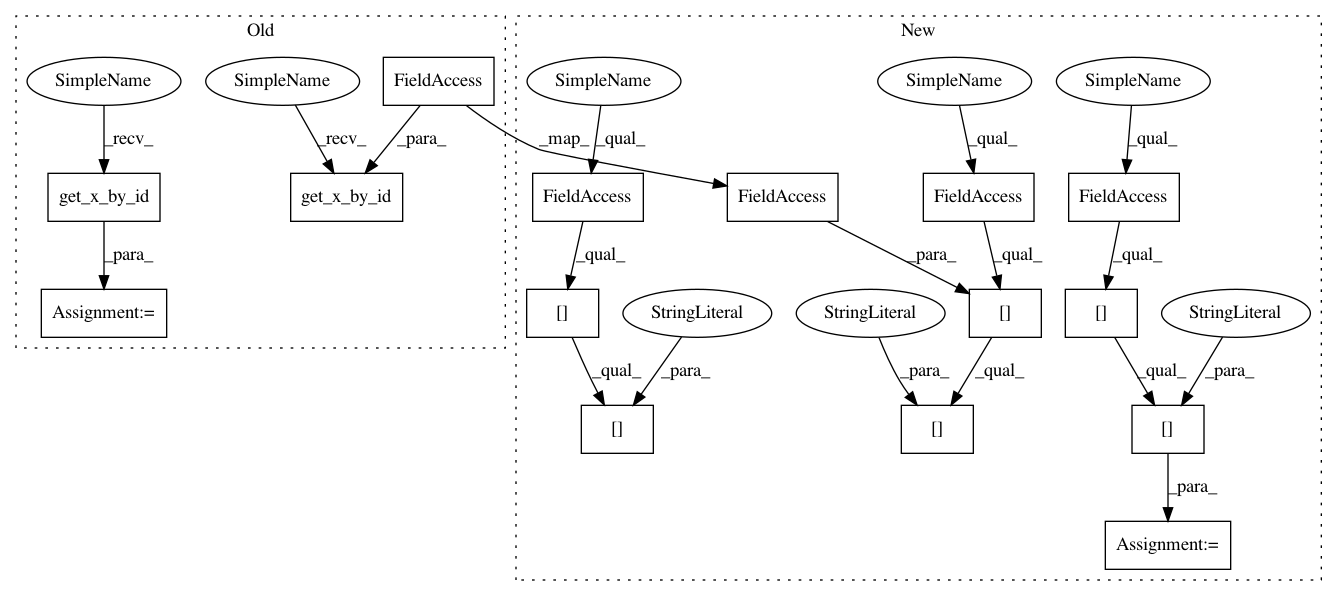 Old
New
SimpleName
SimpleName
FieldAccess
SimpleName
SimpleName
SimpleName
_recv_
_recv_
_para_
_map_
_qual_
_qual_
_qual_
get_x_by_id
get_x_by_id
FieldAccess
FieldAccess
FieldAccess
FieldAccess
_para_
_qual_
_para_
_qual_
_qual_
Assignment:=
[]
StringLiteral
StringLiteral
[]
[]
StringLiteral
_qual_
_para_
_para_
_qual_
_qual_
_para_
[]
[]
[]
_para_
Assignment:=